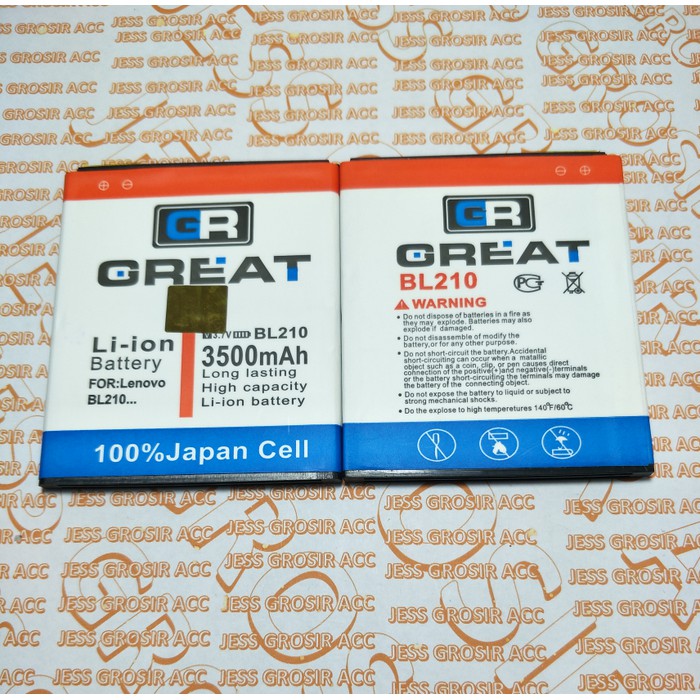 JESS GROSIR ACC
GR
GREAT
Li-ion
Battery
FOR:Lenovo
BL210...
3.7V BL210
3500mAh
Long lasting
High capacity
Li-ion battery
100%Japan Cell
GR
GREAT
BL210
PG
WARNING
• Do not dispose of batteries in a fire as
they may explode. Batteries may also
explode if damaged.
• Do not disassemble of modify the
battery,or for any other purpose.
• Do not short-circuit the battery.Accidental
short-circuiting can occur when a matallic
object such as a coin, clip, or pen causes direct
connection of the positive(+)and negative(-)terminals
or the battery short-circuiting the terminals may damage
the battery of the connecting object.
• Do not expose the battery to liquid or subject to
strong mechanical shocks.
• Do the explose to high temperetures 140°F/60°C